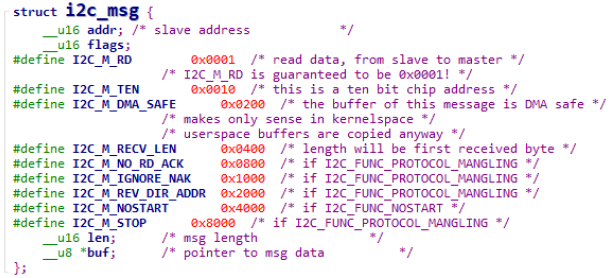 struct i2c_msg {
__u16 addr; /* slave address */
__u16 flags;
#define I2C_M_RD 0x0001 /* read data, from slave to master */
/* I2C_M_RD is guaranteed to be 0x0001! */
#define I2C_M_TEN 0x0010 /* this is a ten bit chip address */
#define I2C_M_DMA_SAFE 0x0200 /* the buffer of this message is DMA safe */
/* makes only sense in kernelspace */
/* userspace buffers are copied anyway */
#define I2C_M_RECV_LEN 0x0400 /* length will be first received byte */
#define I2C_M_NO_RD_ACK 0x0800 /* if I2C_FUNC_PROTOCOL_MANGLING */
#define I2C_M_IGNORE_NAK 0x1000 /* if I2C_FUNC_PROTOCOL_MANGLING */
#define I2C_M_REV_DIR_ADDR 0x2000 /* if I2C_FUNC_PROTOCOL_MANGLING */
#define I2C_M_NOSTART 0x4000 /* if I2C_FUNC_NOSTART */
#define I2C_M_STOP 0x8000 /* if I2C_FUNC_PROTOCOL_MANGLING */
__u16 len; /* msg length */
__u8 *buf; /* pointer to msg data */
};